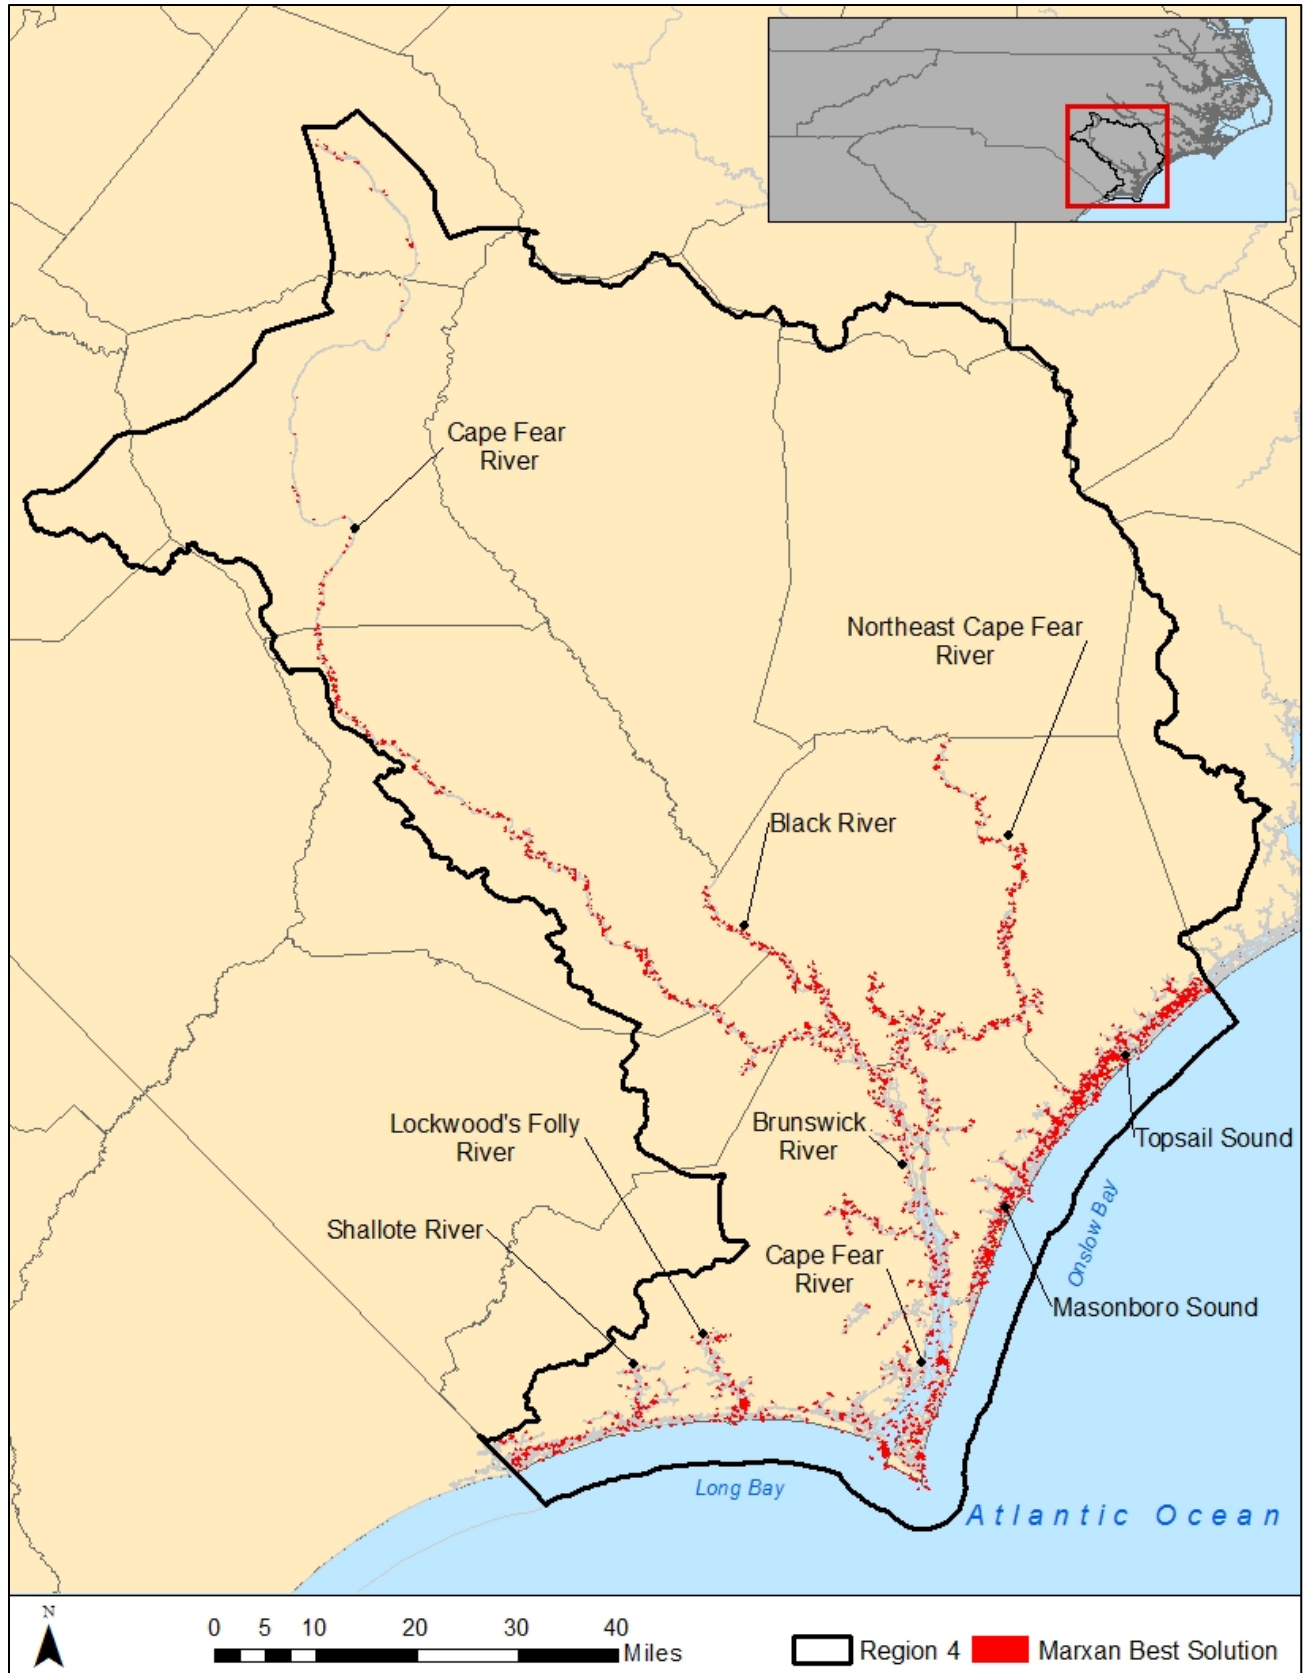 Cape Fear
River
Northeast Cape Fear
River
Black River
Lockwood's Folly
River
Brunswick
River
Topsail Sound
Shallote River
Cape Fear
River
Onslow Bay
Masonboro Sound
Long Bay
Atlantic Ocean
N
0 5 10 20 30 40
Miles
Region 4
Marxan Best Solution